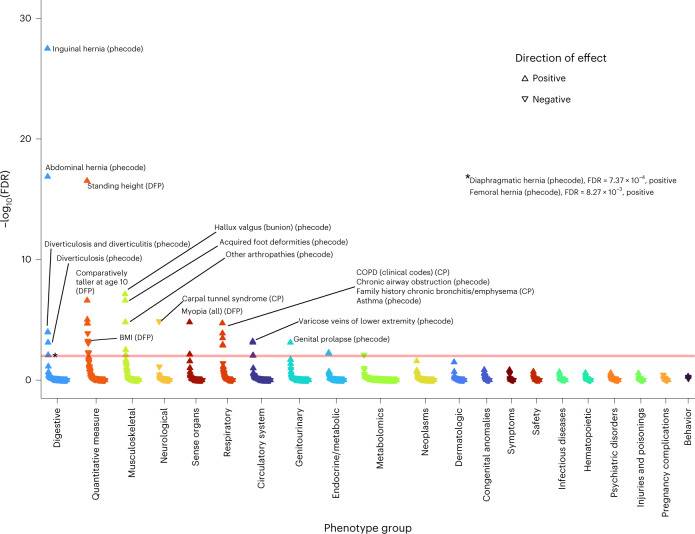 30
Inguinal hernia (phecode)
Direction of effect
Positive
Negative
20
Abdominal hernia (phecode)
Standing height (DFP)
*Diaphragmatic hernia (phecode), FDR = 7.37 × 10⁻⁴, positive
Femoral hernia (phecode), FDR = 8.27 × 10⁻³, positive
−log₁₀(FDR)
Hallux valgus (bunion) (phecode)
Diverticulosis and diverticulitis (phecode)
Acquired foot deformities (phecode)
Diverticulosis (phecode)
Other arthropathies (phecode)
10
Comparatively
taller at age 10
(DFP)
COPD (clinical codes) (CP)
Chronic airway obstruction (phecode)
Family history chronic bronchitis/emphysema (CP)
Asthma (phecode)
Carpal tunnel syndrome (CP)
Myopia (all) (DFP)
Varicose veins of lower extremity (phecode)
BMI (DFP)
Genital prolapse (phecode)
*
0
Digestive
Quantitative measure
Musculoskeletal
Neurological
Sense organs
Respiratory
Circulatory system
Genitourinary
Endocrine/metabolic
Metabolomics
Neoplasms
Dermatologic
Congenital anomalies
Symptoms
Safety
Infectious diseases
Hematopoietic
Psychiatric disorders
Injuries and poisonings
Pregnancy complications
Behavior
Phenotype group